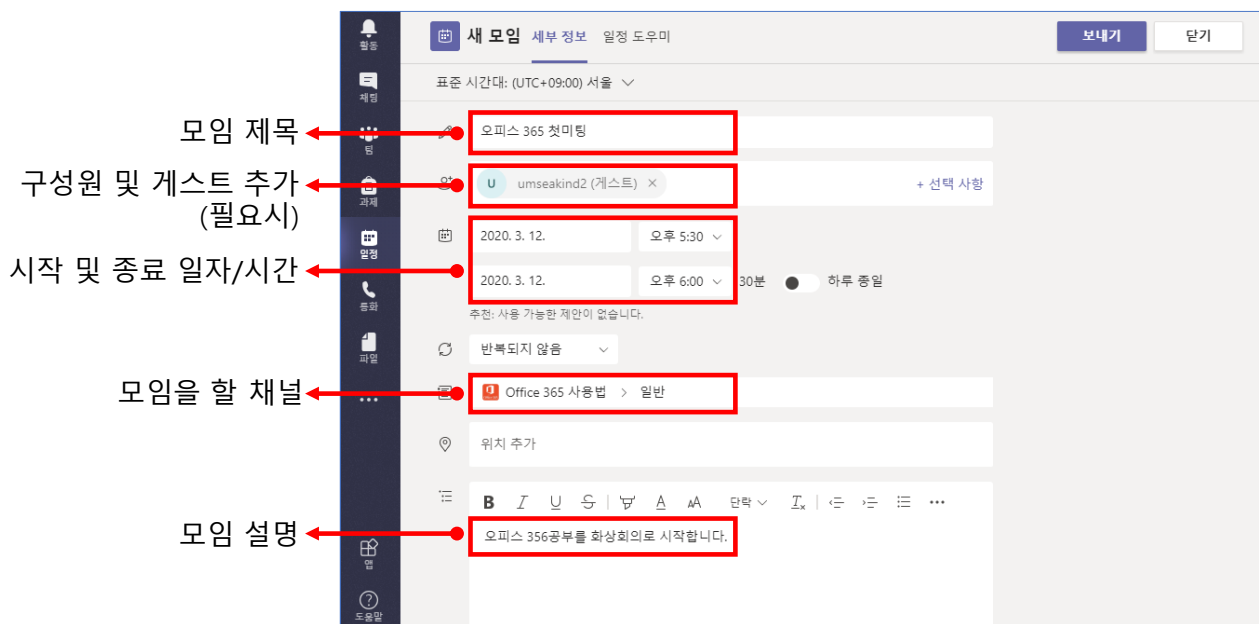 활동
새 모임 세부 정보 일정 도우미 보내기 닫기
채팅
표준 시간대: (UTC+09:00) 서울
모임 제목
오피스 365 첫미팅
팀
구성원 및 게스트 추가
(필요시)
U umseakind2 (게스트) × + 선택 사항
과제
2020. 3. 12. 오후 5:30
일정
시작 및 종료 일자/시간
2020. 3. 12. 오후 6:00 30분 하루 종일
통화
추천: 사용 가능한 제안이 없습니다.
파일
반복되지 않음
모임을 할 채널
Office 365 사용법 > 일반
위치 추가
B I U S A AA 단락 Ix
모임 설명
오피스 356공부를 화상회의로 시작합니다.
앱
도움말